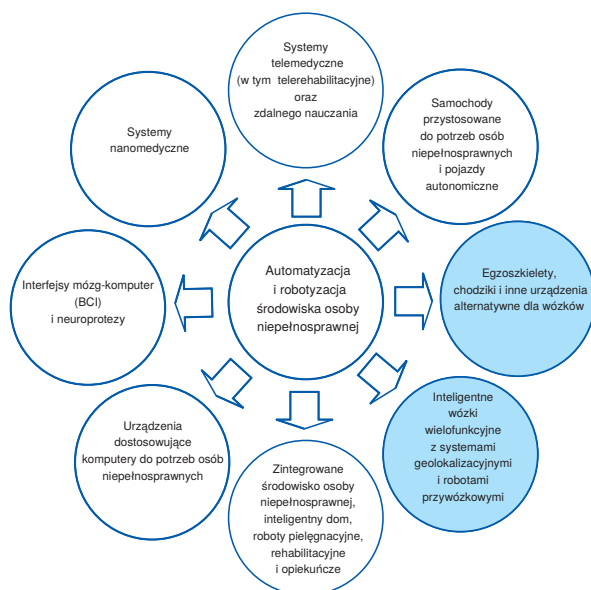 Systemy
telemedyczne
(w tym telerehabilitacyjne)
oraz
zdalnego nauczania
Samochody
przystosowane
do potrzeb osób
niepełnosprawnych
i pojazdy
autonomiczne
Systemy
nanomedyczne
Egzoszkielety,
chodziki i inne urządzenia
alternatywne dla wózków
Automatyzacja
i robotyzacja
środowiska osoby
niepełnosprawnej
Interfejsy mózg-komputer
(BCI)
i neuroprotezy
Inteligentne
wózki
wielofunkcyjne
z systemami
geolokalizacyjnymi
i robotami
przywózkowymi
Urządzenia
dostosowujące
komputery do potrzeb osób
niepełnosprawnych
Zintegrowane
środowisko osoby
niepełnosprawnej,
inteligentny dom,
roboty pielęgnacyjne,
rehabilitacyjne
i opiekuńcze